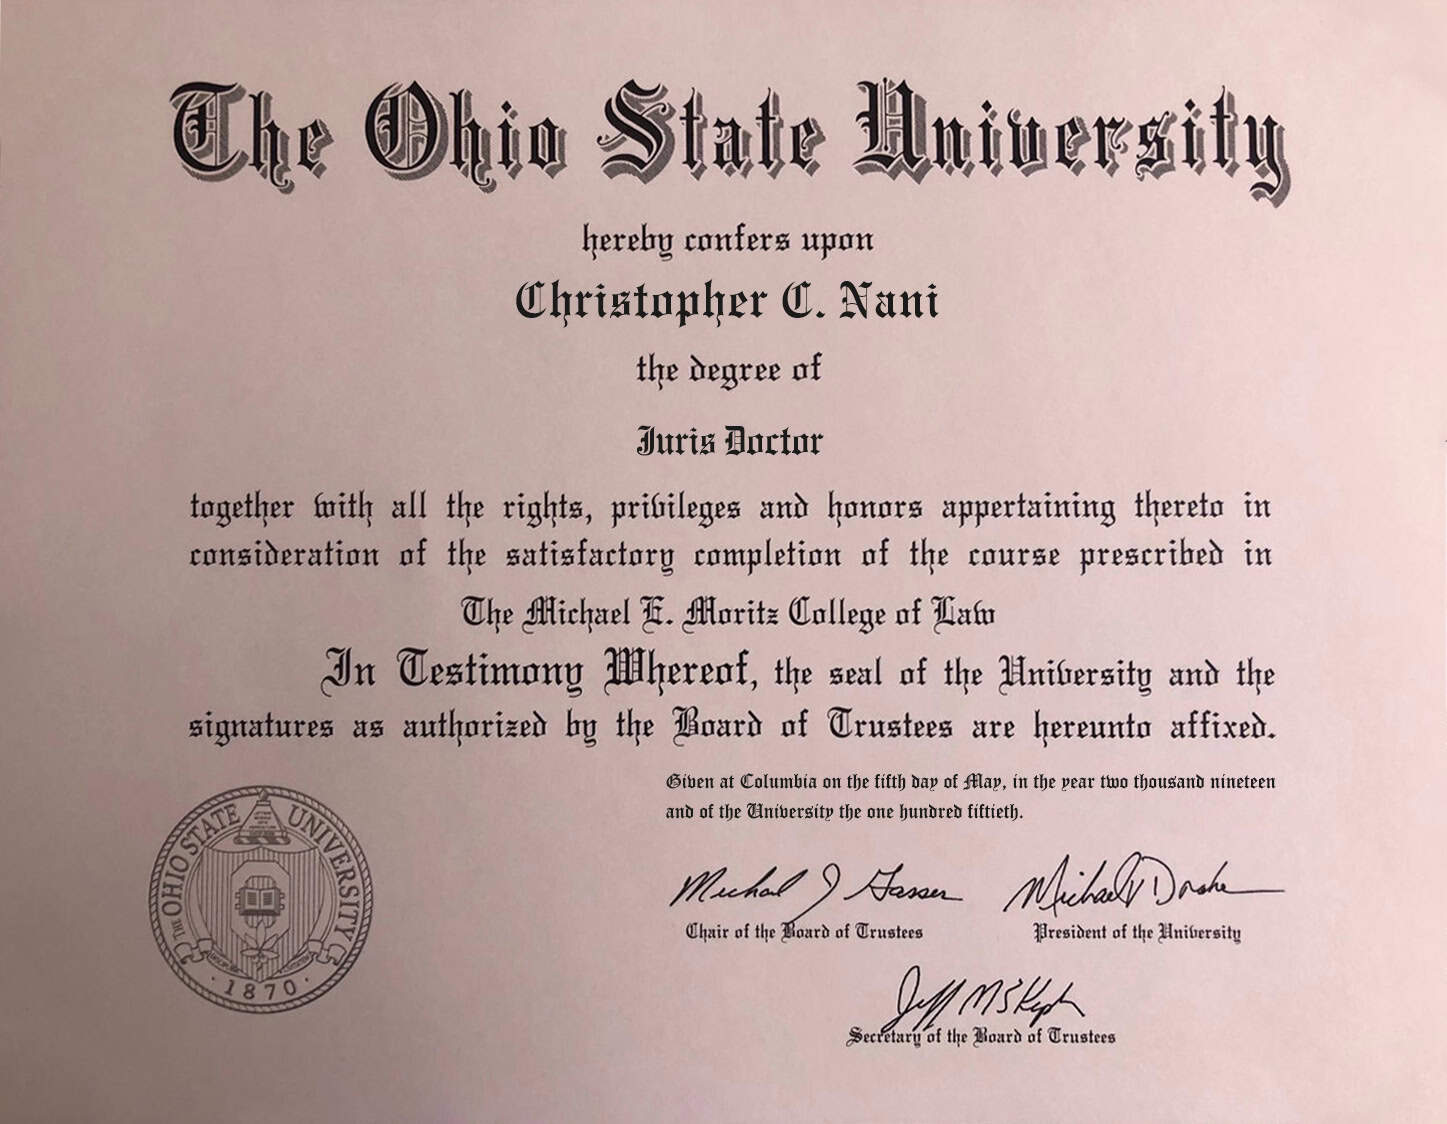 The Ohio State University
hereby confers upon
Christopher C. Nani
the degree of
Juris Doctor
together with all the rights, privileges and honors appertaining thereto in
consideration of the satisfactory completion of the course prescribed in
The Michael E. Moritz College of Law
In Testimony Whereof, the seal of the University and the
signatures as authorized by the Board of Trustees are hereunto affixed.
Given at Columbia on the fifth day of May, in the year two thousand nineteen
and of the University the one hundred fiftieth.
THE OHIO STATE UNIVERSITY
1870
Michael J Gasser
Michael V Drake
Chair of the Board of Trustees
President of the University
Jeff
Secretary of the Board of Trustees